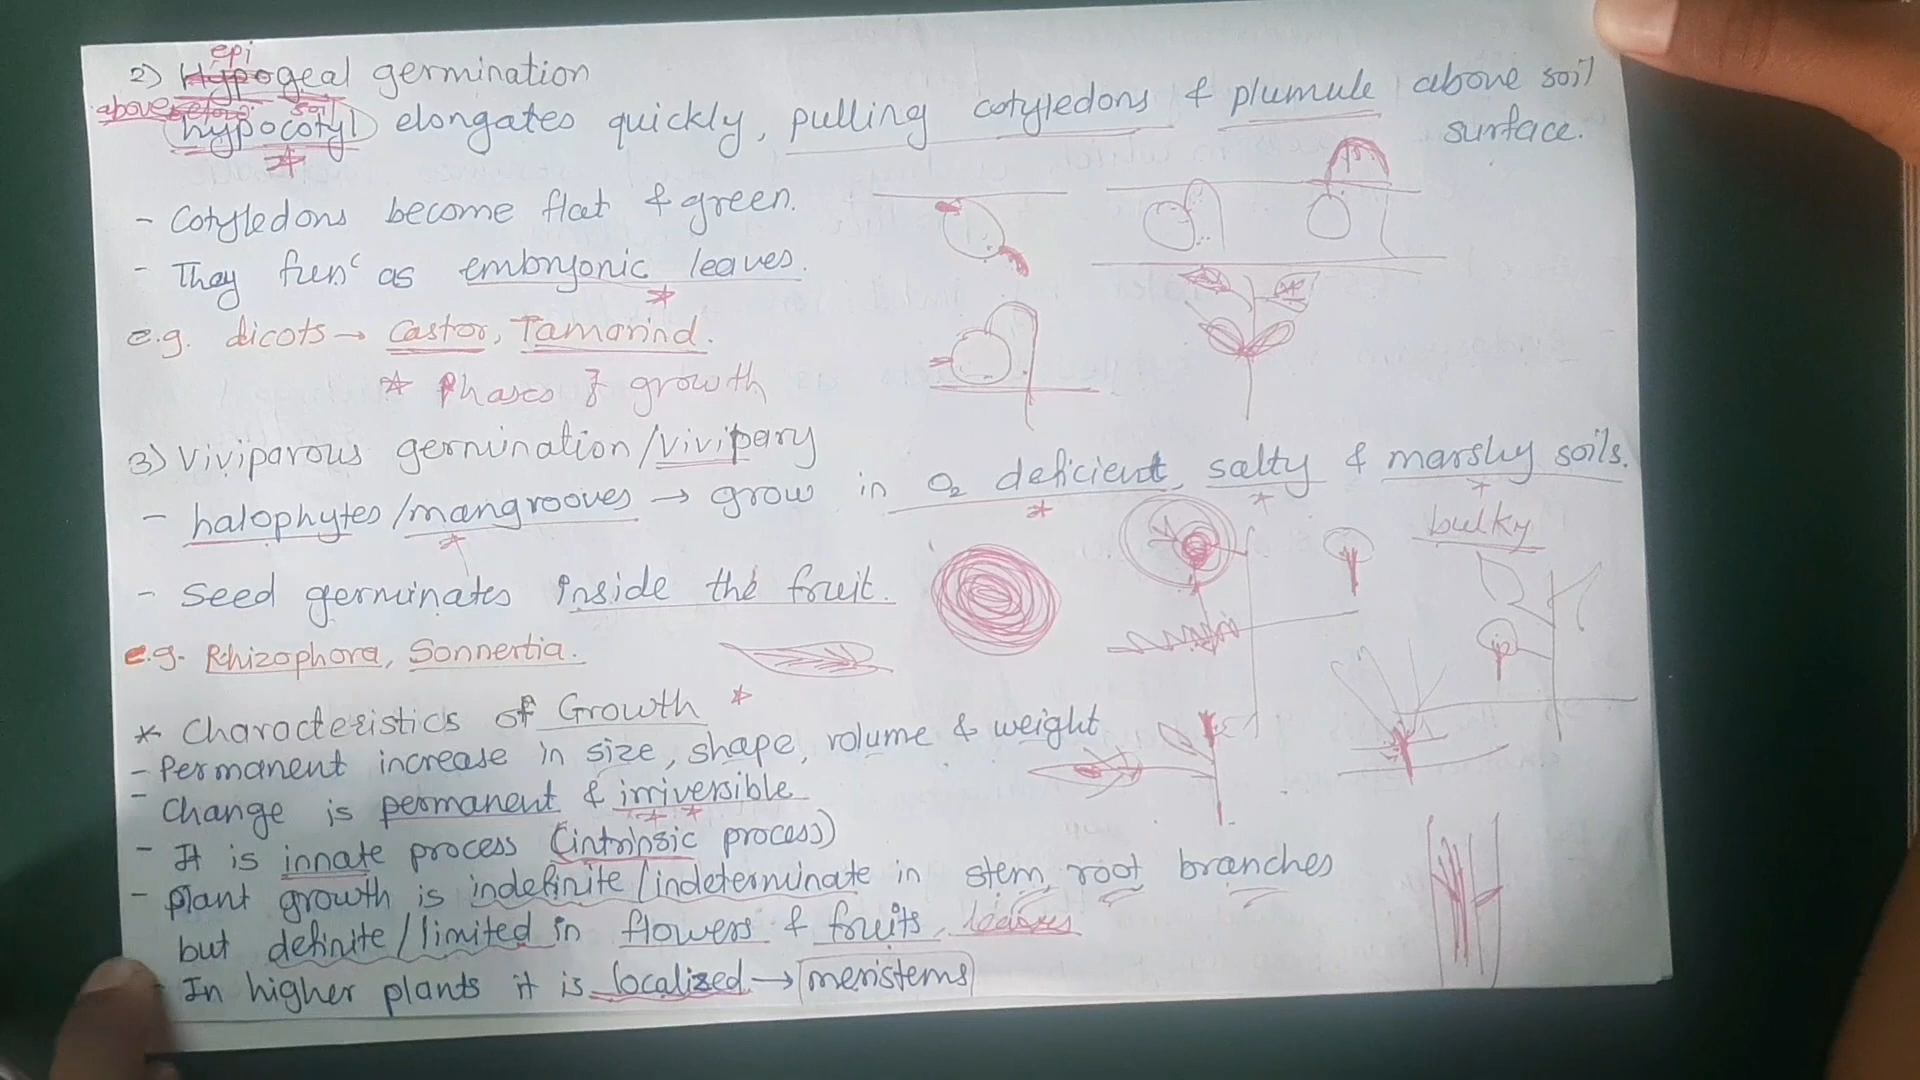 epi
2) Hypogeal germination
above before soil
hypocotyl elongates quickly, pulling cotyledons & plumule above soil
surface.
- Cotyledons become flat & green.
- They funᶜ as embryonic leaves.
e.g. dicots → Castor, Tamarind.
* Phases of growth
3) Viviparous germination/vivipary
- halophytes/mangrooves → grow in O₂ deficient, salty & marshy soils.
bulky
- Seed germinates inside the fruit.
e.g. Rhizophora, Sonnertia.
* Characteristics of Growth *
- Permanent increase in size, shape, volume & weight
- Change is permanent & irriversible
- It is innate process (intrinsic process)
- plant growth is indefinite/indeterminate in stem, root branches
but definite/limited in flowers & fruits, leaves
- In higher plants it is localized → meristems